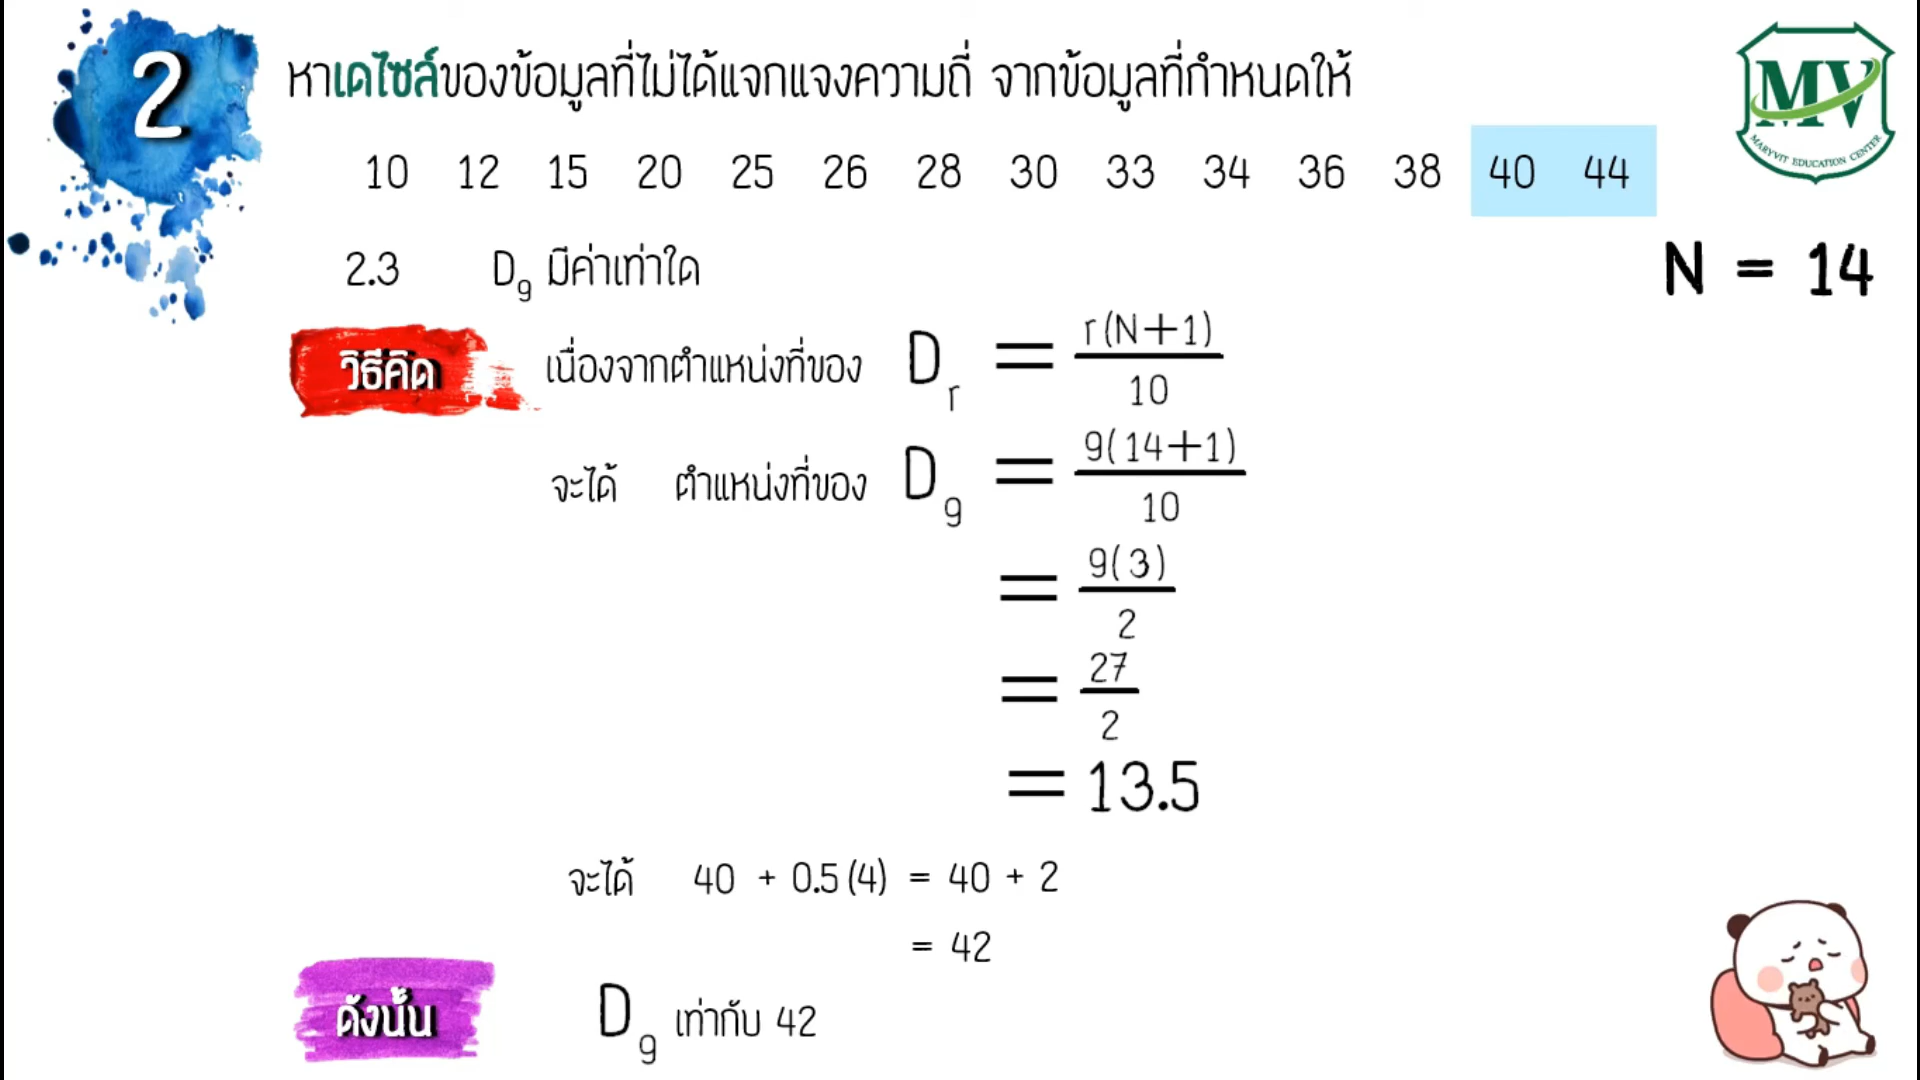 2
หาเดไซล์ของข้อมูลที่ไม่ได้แจกแจงความถี่ จากข้อมูลที่กำหนดให้
MV
MARYVIT EDUCATION CENTER
10 12 15 20 25 26 28 30 33 34 36 38 40 44
2.3 D9 มีค่าเท่าใด
N = 14
วิธีคิด เนื่องจากตำแหน่งที่ของ Dr = r(N+1)/10
จะได้ ตำแหน่งที่ของ D9 = 9(14+1)/10
= 9(3)/2
= 27/2
= 13.5
จะได้ 40 + 0.5(4) = 40 + 2
= 42
ดังนั้น D9 เท่ากับ 42